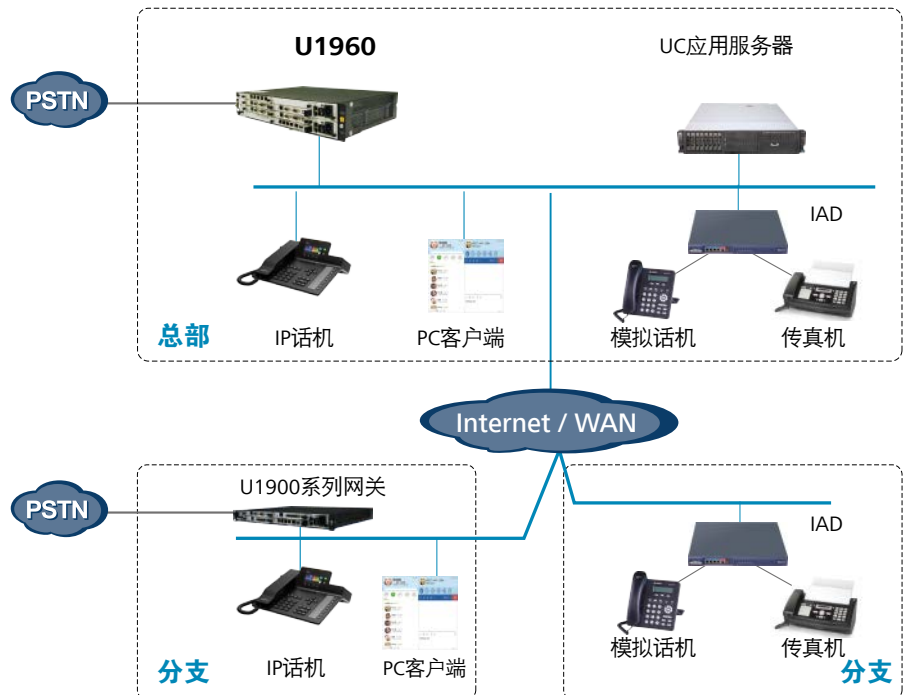 U1960
UC应用服务器
PSTN
IAD
总部
IP话机
PC客户端
模拟话机
传真机
Internet / WAN
U1900系列网关
PSTN
IAD
分支
IP话机
PC客户端
模拟话机
传真机
分支